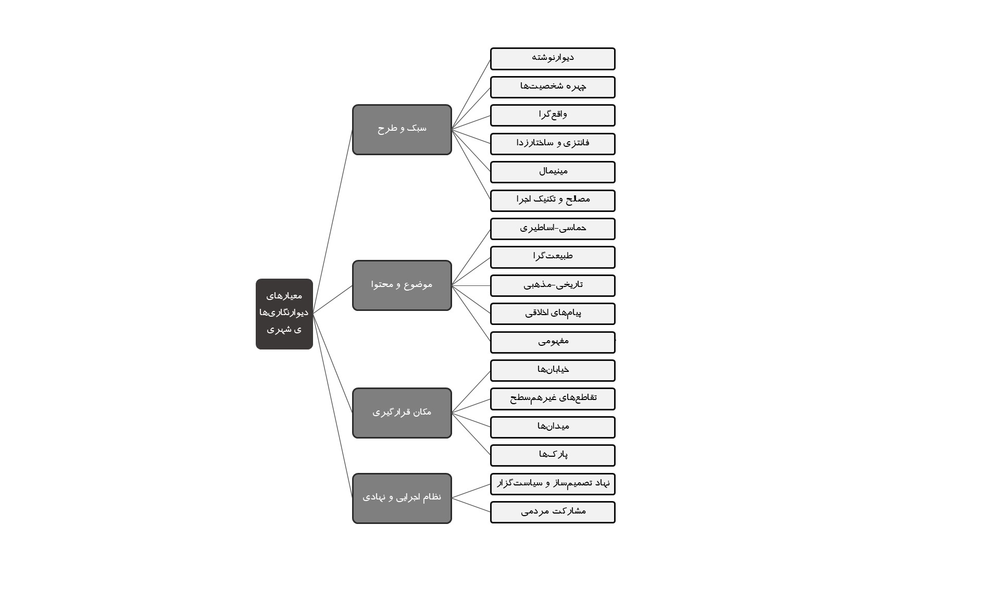 معیارهای
دیوارنگاری‌ها
ی شهری
سبک و طرح
دیوارنوشته
چهره شخصیت‌ها
واقع‌گرا
فانتزی و ساختارزدا
مینیمال
مصالح و تکنیک اجرا
موضوع و محتوا
حماسی-اساطیری
طبیعت‌گرا
تاریخی-مذهبی
پیام‌های اخلاقی
مفهومی
مکان قرارگیری
خیابان‌ها
تقاطع‌های غیرهم‌سطح
میدان‌ها
پارک‌ها
نظام اجرایی و نهادی
نهاد تصمیم‌ساز و سیاست‌گزار
مشارکت مردمی